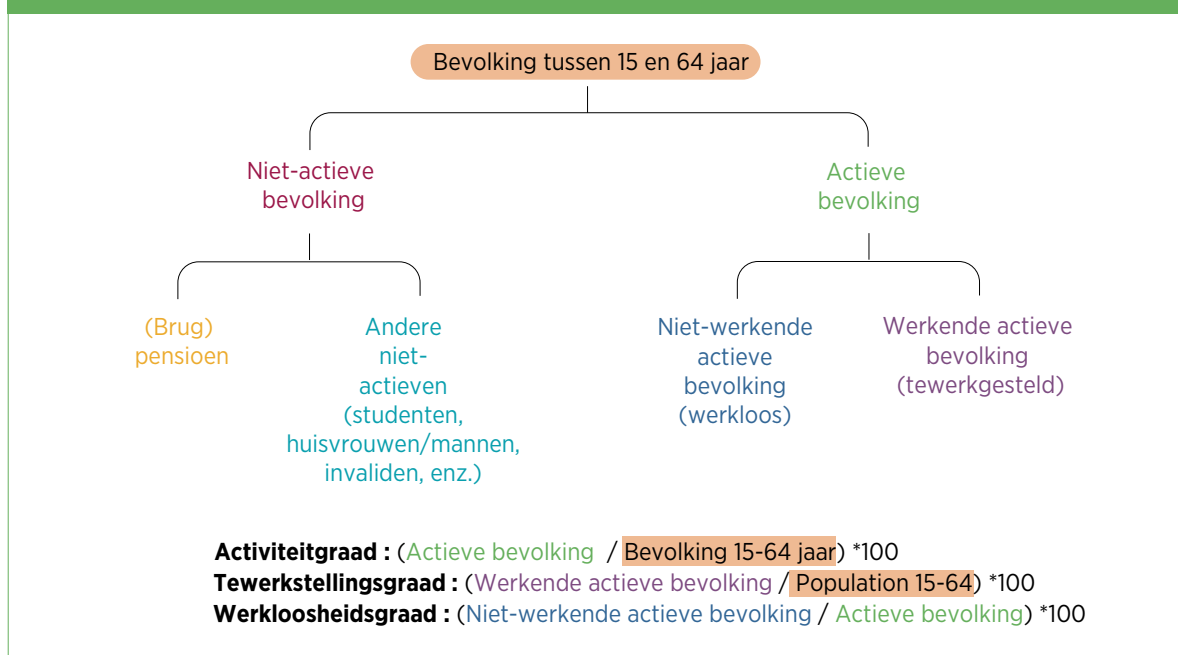 Bevolking tussen 15 en 64 jaar
Niet-actieve
bevolking
Actieve
bevolking
(Brug)
pensioen
Andere
niet-
actieven
(studenten,
huisvrouwen/mannen,
invaliden, enz.)
Niet-werkende
actieve
bevolking
(werkloos)
Werkende actieve
bevolking
(tewerkgesteld)
Activiteitgraad : (Actieve bevolking / Bevolking 15-64 jaar) *100
Tewerkstellingsgraad : (Werkende actieve bevolking / Population 15-64) *100
Werkloosheidsgraad : (Niet-werkende actieve bevolking / Actieve bevolking) *100